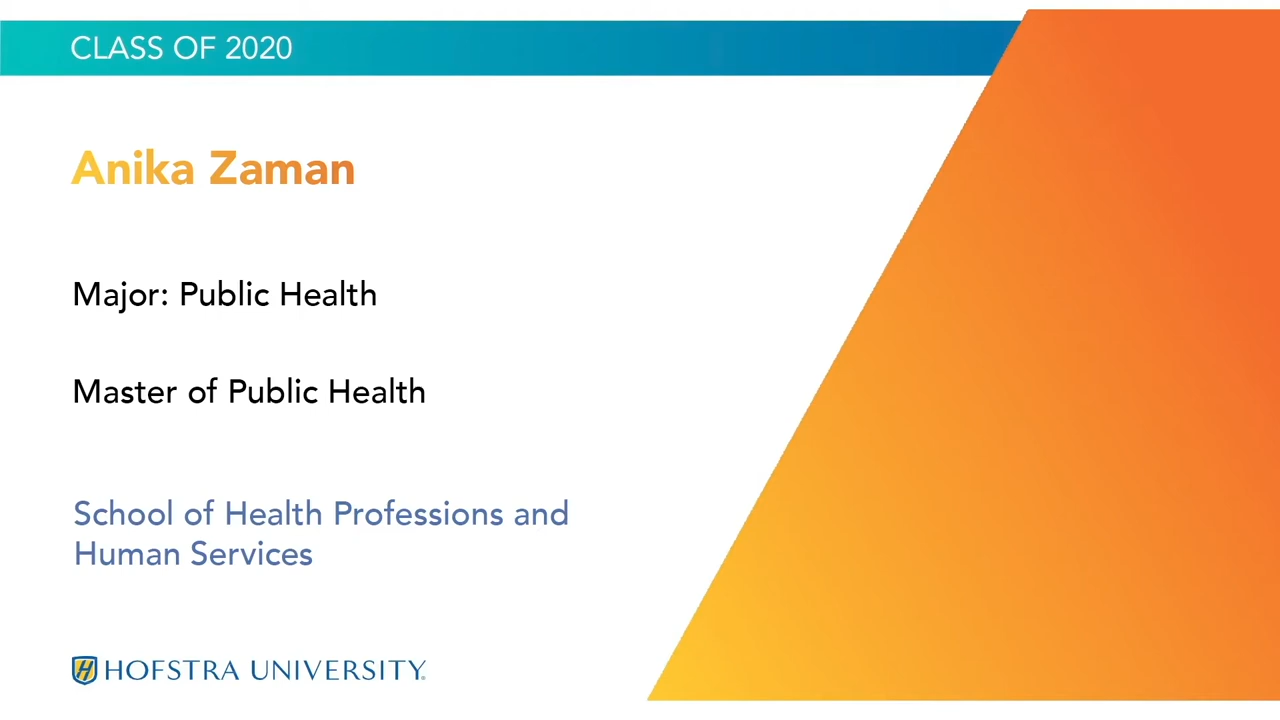 CLASS OF 2020
Anika Zaman
Major: Public Health
Master of Public Health
School of Health Professions and
Human Services
H HOFSTRA UNIVERSITY®